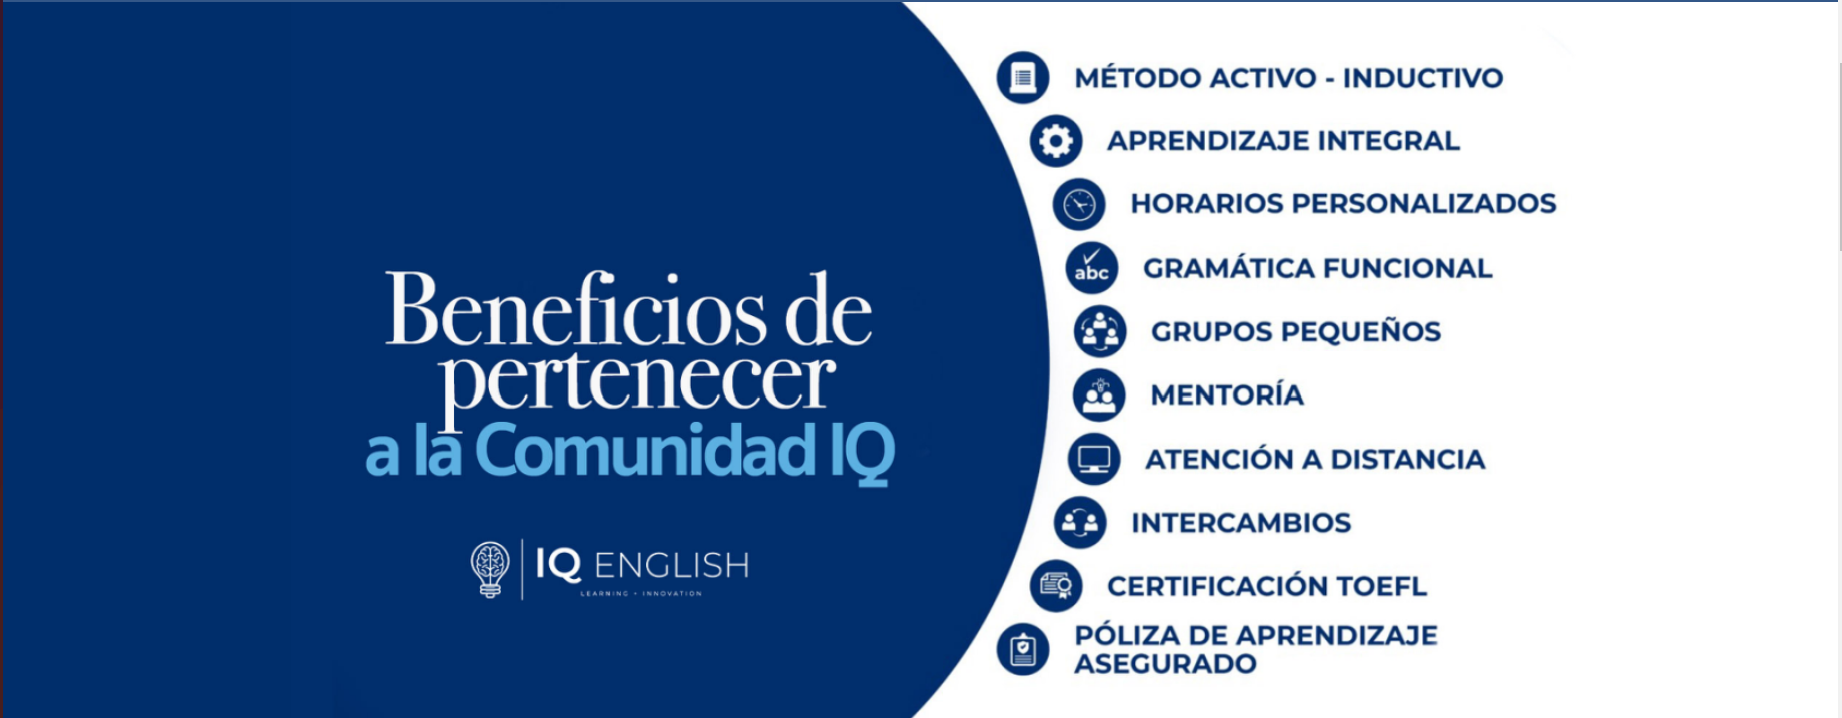 Beneficios de
pertenecer
a la Comunidad IQ
IQ ENGLISH
LEARNING • INNOVATION
MÉTODO ACTIVO - INDUCTIVO
APRENDIZAJE INTEGRAL
HORARIOS PERSONALIZADOS
abc
GRAMÁTICA FUNCIONAL
GRUPOS PEQUEÑOS
MENTORÍA
ATENCIÓN A DISTANCIA
INTERCAMBIOS
CERTIFICACIÓN TOEFL
PÓLIZA DE APRENDIZAJE
ASEGURADO